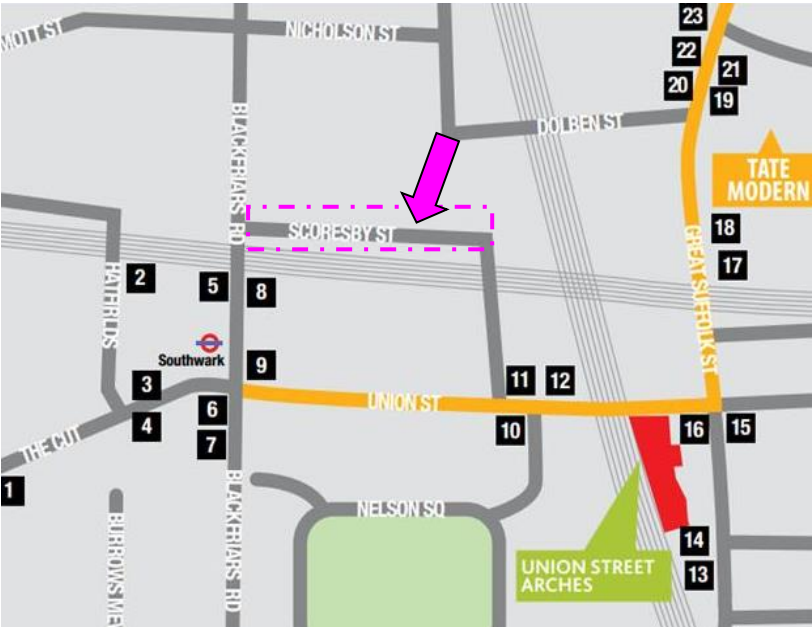 MOTT ST
NICHOLSON ST
23
22
21
20
19
BLACKFRIARS RD
DOLBEN ST
TATE
MODERN
SCORESBY ST
18
17
GREAT SUFFOLK ST
HATFIELDS
2
5
8
Southwark
9
3
11
12
6
UNION ST
4
7
10
16
15
THE CUT
1
BLACKFRIARS RD
NELSON SQ
BURROWS MEW
14
UNION STREET
ARCHES
13